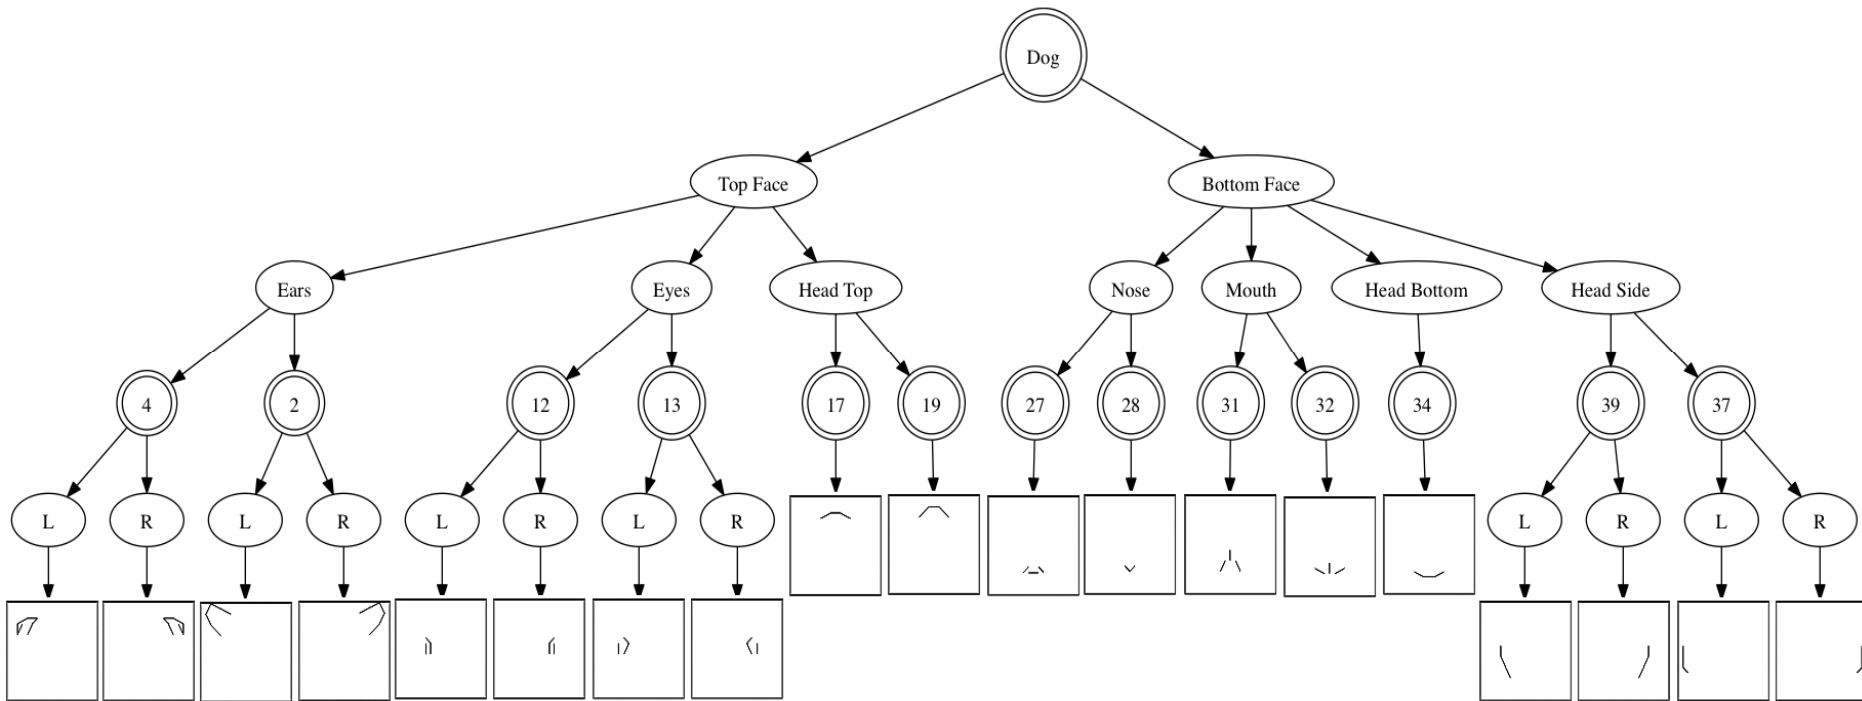 Dog
Top Face Bottom Face
Ears Eyes Head Top Nose Mouth Head Bottom Head Side
4 2 12 13 17 19 27 28 31 32 34 39 37
L R L R L R L R L R L R